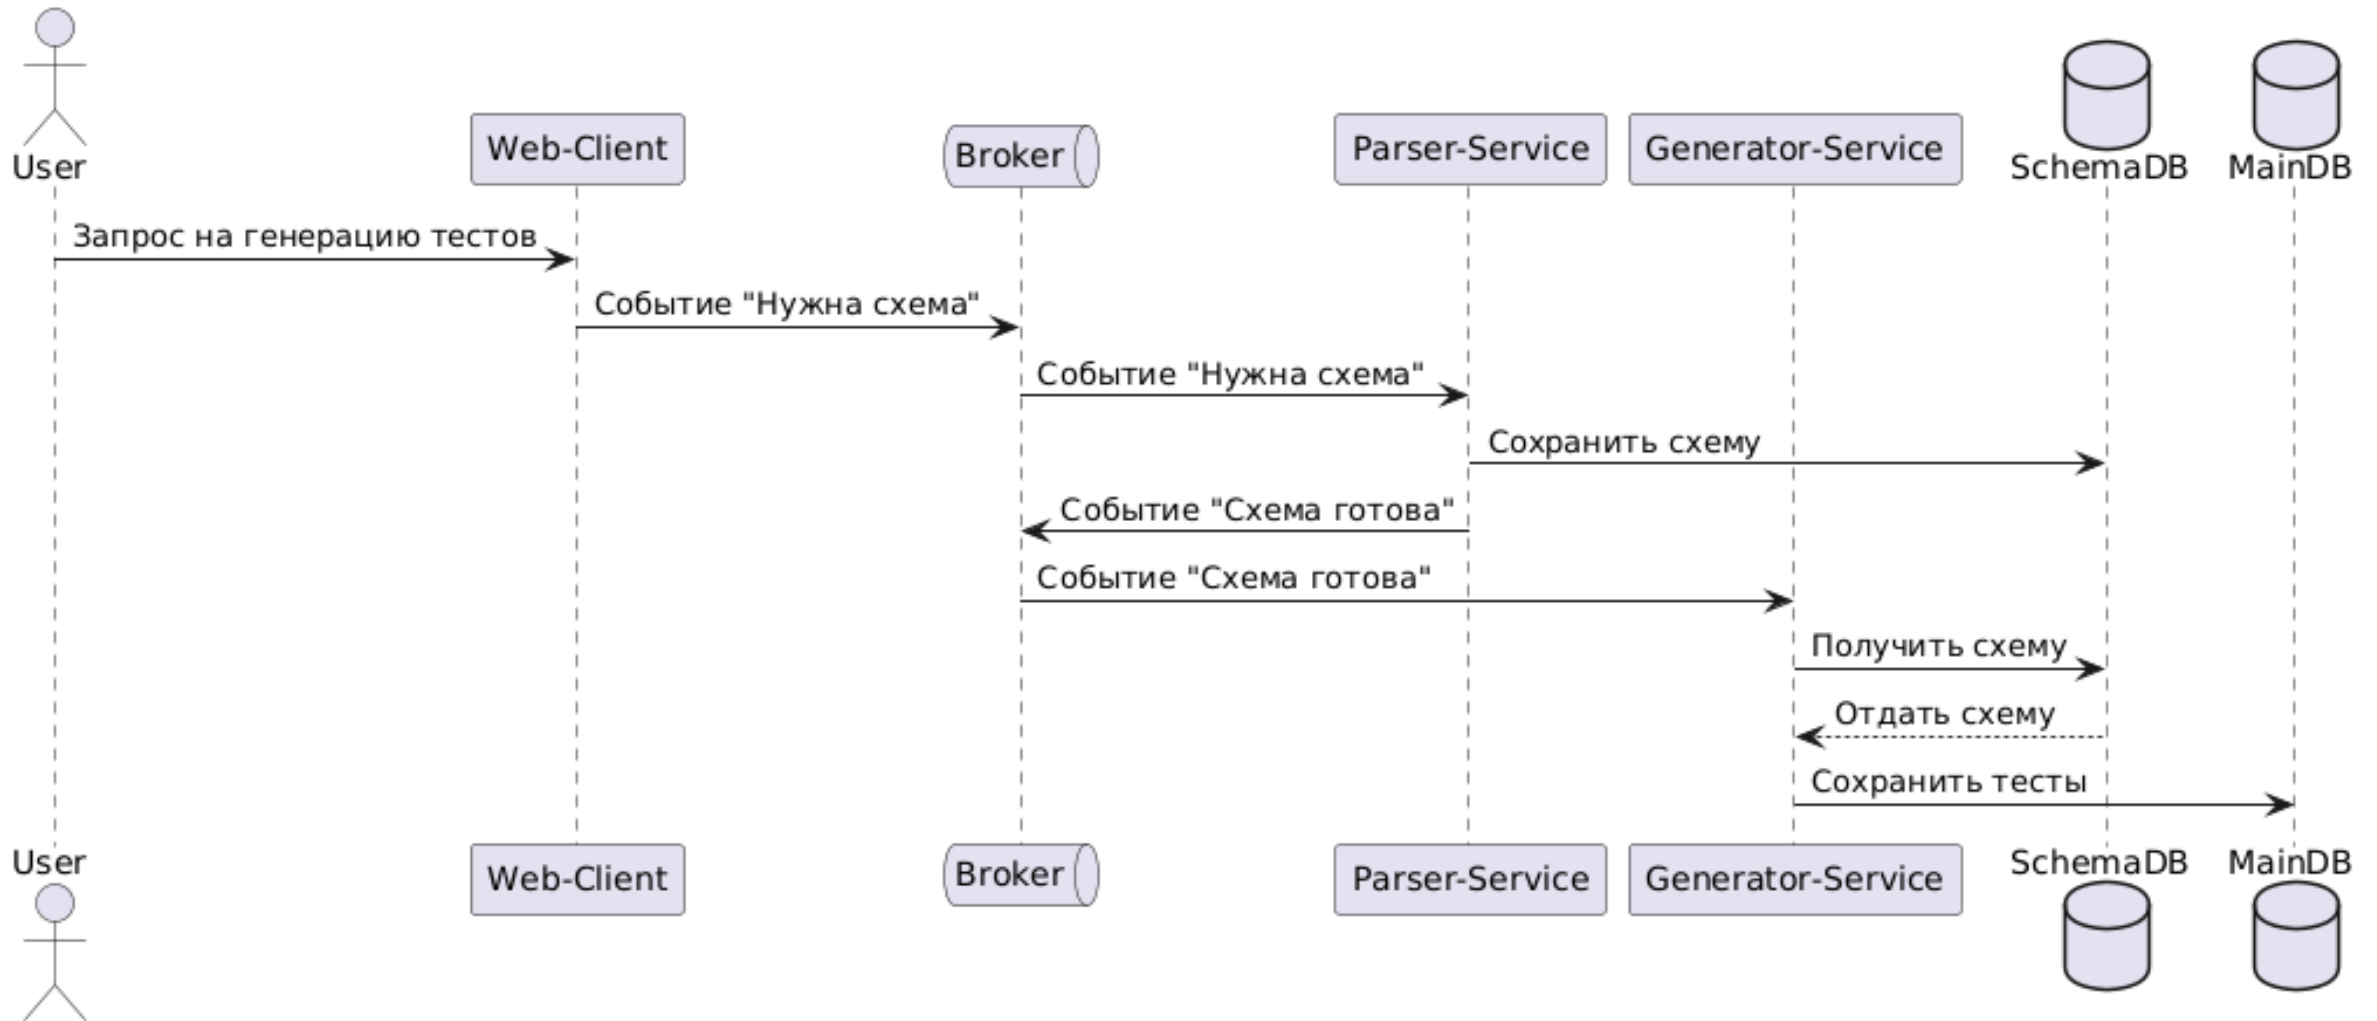 User
Web-Client
Broker
Parser-Service
Generator-Service
SchemaDB
MainDB
Запрос на генерацию тестов
Событие "Нужна схема"
Событие "Нужна схема"
Сохранить схему
Событие "Схема готова"
Событие "Схема готова"
Получить схему
Отдать схему
Сохранить тесты
User
Web-Client
Broker
Parser-Service
Generator-Service
SchemaDB
MainDB